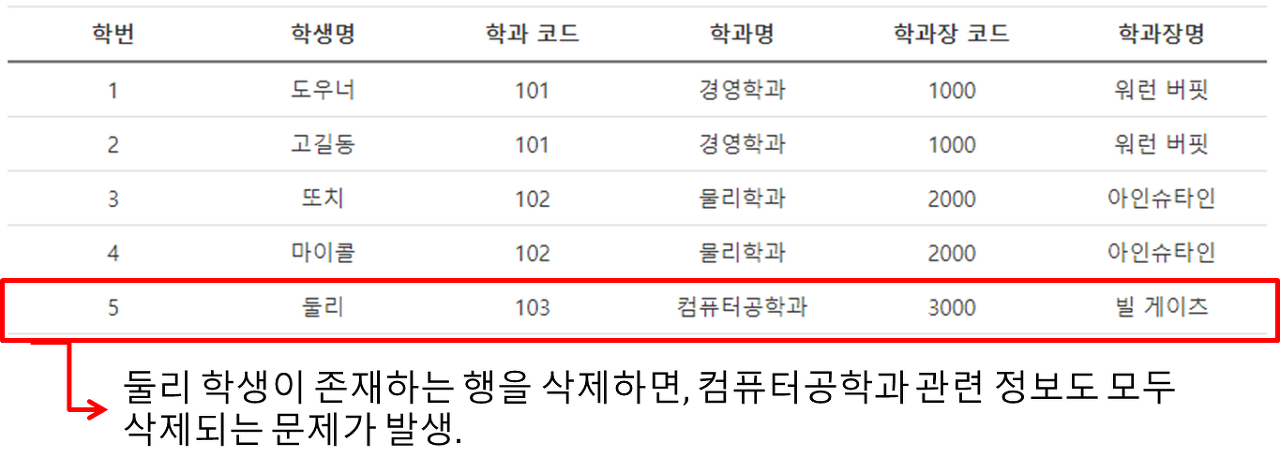 학번 학생명 학과 코드 학과명 학과장 코드 학과장명
1 도우너 101 경영학과 1000 워런 버핏
2 고길동 101 경영학과 1000 워런 버핏
3 또치 102 물리학과 2000 아인슈타인
4 마이콜 102 물리학과 2000 아인슈타인
5 둘리 103 컴퓨터공학과 3000 빌 게이츠
둘리 학생이 존재하는 행을 삭제하면, 컴퓨터공학과 관련 정보도 모두
삭제되는 문제가 발생.